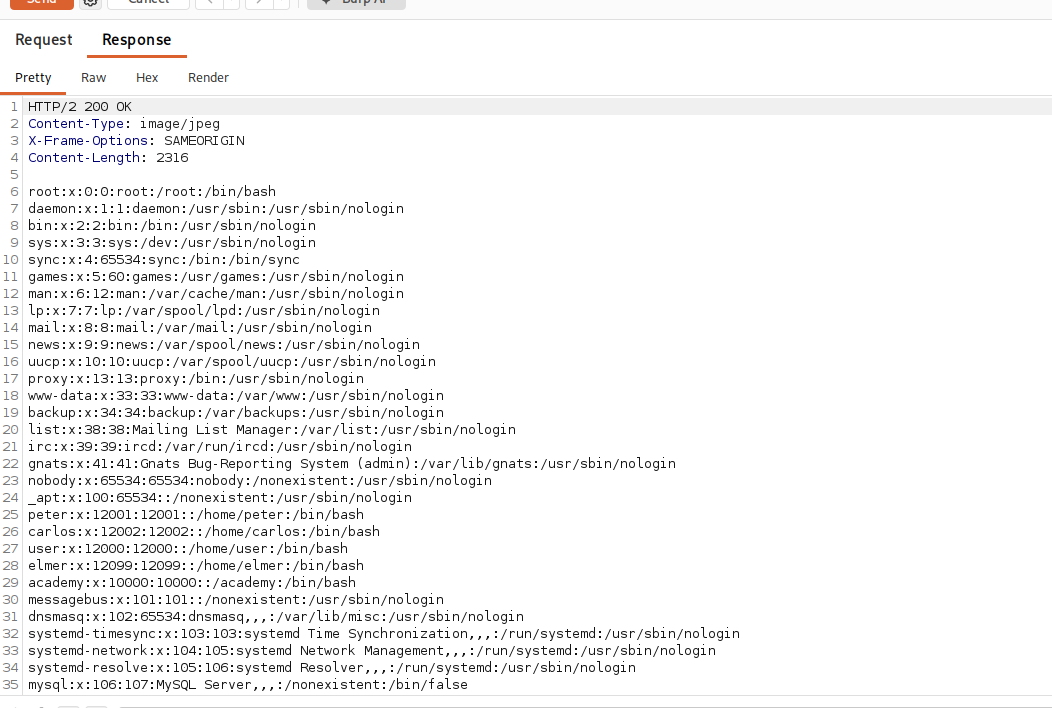 Send Cancel < > Burp AI
Request Response
Pretty Raw Hex Render
1 HTTP/2 200 OK
2 Content-Type: image/jpeg
3 X-Frame-Options: SAMEORIGIN
4 Content-Length: 2316
5
6 root:x:0:0:root:/root:/bin/bash
7 daemon:x:1:1:daemon:/usr/sbin:/usr/sbin/nologin
8 bin:x:2:2:bin:/bin:/usr/sbin/nologin
9 sys:x:3:3:sys:/dev:/usr/sbin/nologin
10 sync:x:4:65534:sync:/bin:/bin/sync
11 games:x:5:60:games:/usr/games:/usr/sbin/nologin
12 man:x:6:12:man:/var/cache/man:/usr/sbin/nologin
13 lp:x:7:7:lp:/var/spool/lpd:/usr/sbin/nologin
14 mail:x:8:8:mail:/var/mail:/usr/sbin/nologin
15 news:x:9:9:news:/var/spool/news:/usr/sbin/nologin
16 uucp:x:10:10:uucp:/var/spool/uucp:/usr/sbin/nologin
17 proxy:x:13:13:proxy:/bin:/usr/sbin/nologin
18 www-data:x:33:33:www-data:/var/www:/usr/sbin/nologin
19 backup:x:34:34:backup:/var/backups:/usr/sbin/nologin
20 list:x:38:38:Mailing List Manager:/var/list:/usr/sbin/nologin
21 irc:x:39:39:ircd:/var/run/ircd:/usr/sbin/nologin
22 gnats:x:41:41:Gnats Bug-Reporting System (admin):/var/lib/gnats:/usr/sbin/nologin
23 nobody:x:65534:65534:nobody:/nonexistent:/usr/sbin/nologin
24 _apt:x:100:65534::/nonexistent:/usr/sbin/nologin
25 peter:x:12001:12001::/home/peter:/bin/bash
26 carlos:x:12002:12002::/home/carlos:/bin/bash
27 user:x:12000:12000::/home/user:/bin/bash
28 elmer:x:12099:12099::/home/elmer:/bin/bash
29 academy:x:10000:10000::/academy:/bin/bash
30 messagebus:x:101:101::/nonexistent:/usr/sbin/nologin
31 dnsmasq:x:102:65534:dnsmasq,,,:/var/lib/misc:/usr/sbin/nologin
32 systemd-timesync:x:103:103:systemd Time Synchronization,,,:/run/systemd:/usr/sbin/nologin
33 systemd-network:x:104:105:systemd Network Management,,,:/run/systemd:/usr/sbin/nologin
34 systemd-resolve:x:105:106:systemd Resolver,,,:/run/systemd:/usr/sbin/nologin
35 mysql:x:106:107:MySQL Server,,,:/nonexistent:/bin/false